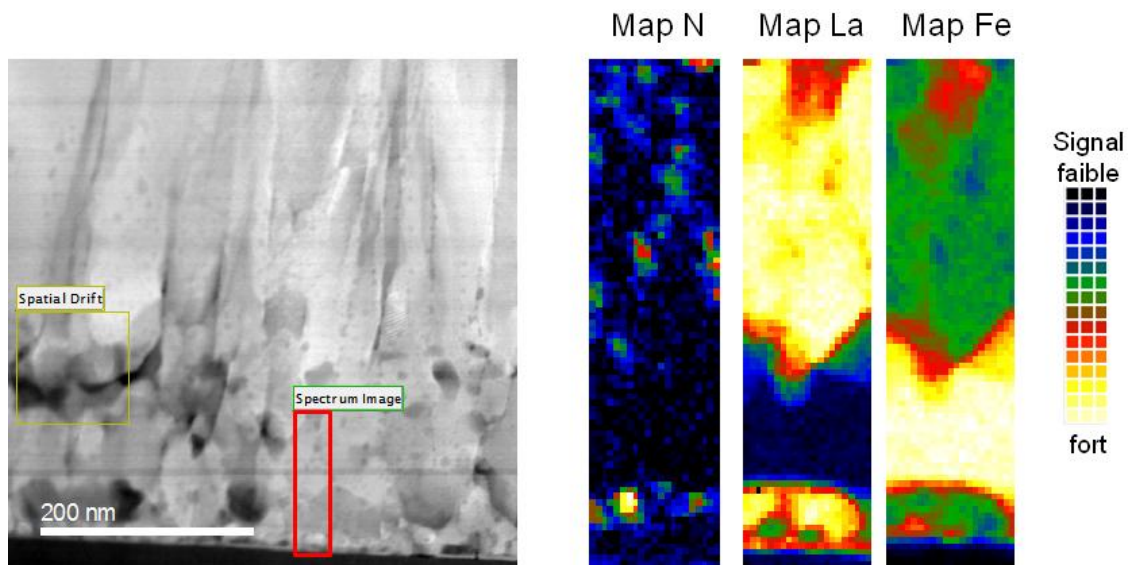 Map N
Map La
Map Fe
Spatial Drift
Spectrum Image
200 nm
Signal
faible
fort